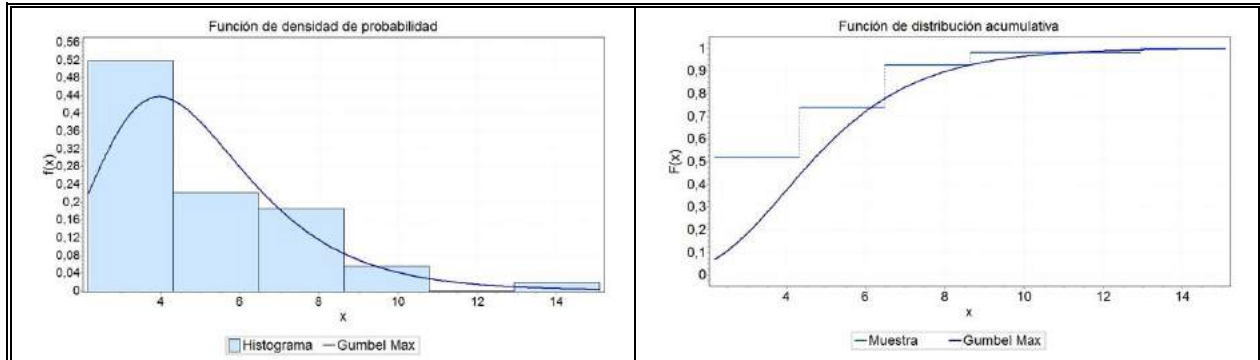 Función de densidad de probabilidad
0,56
0,52
0,48
0,44
0,4
0,36
0,32
0,28
0,24
0,2
0,16
0,12
0,08
0,04
0
f(x)
4 6 8 10 12 14
x
Histograma Gumbel Max
Función de distribución acumulativa
1
0,9
0,8
0,7
0,6
0,5
0,4
0,3
0,2
0,1
0
F(x)
4 6 8 10 12 14
x
Muestra Gumbel Max